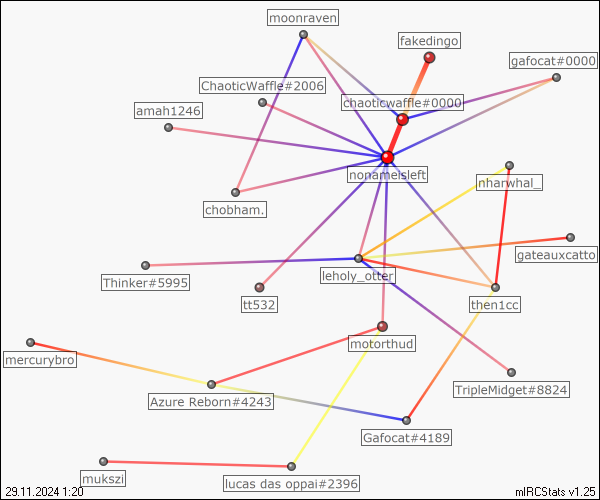 moonraven
fakedingo
gafocat#0000
ChaoticWaffle#2006
chaoticwaffle#0000
amah1246
nonameisleft
nharwhal_
chobham.
gateauxcatto
leholy_otter
Thinker#5995
tt532
then1cc
motorthud
mercurybro
TripleMidget#8824
Azure Reborn#4243
Gafocat#4189
mukszi
lucas das oppai#2396
29.11.2024 1:20
mIRCStats v1.25